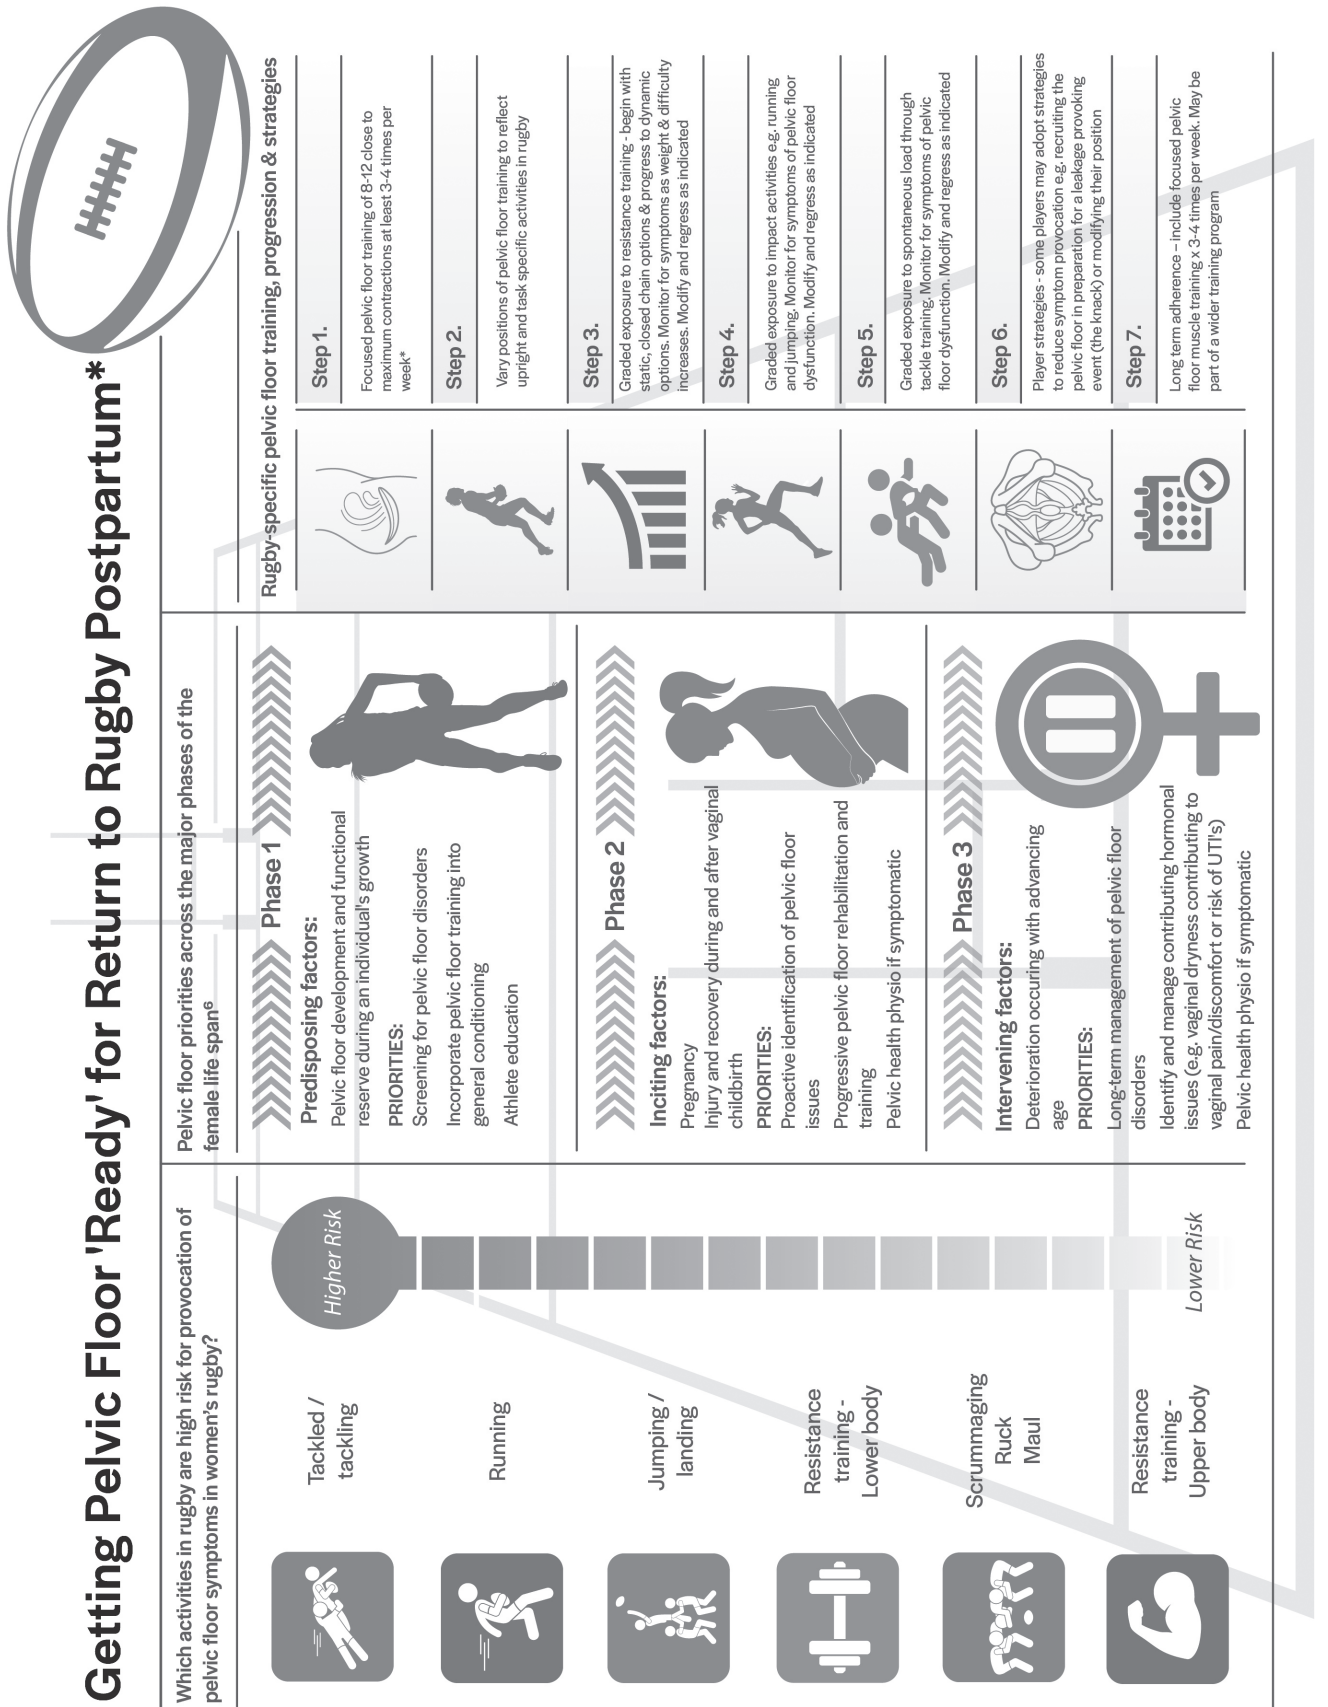 Getting Pelvic Floor 'Ready' for Return to Rugby Postpartum*
Which activities in rugby are high risk for provocation of
pelvic floor symptoms in women's rugby?
Tackled /
tackling
Running
Jumping /
landing
Resistance
training -
Lower body
Scrummaging
Ruck
Maul
Resistance
training -
Upper body
Higher Risk
Lower Risk
Pelvic floor priorities across the major phases of the
female life span⁶
Phase 1
Predisposing factors:
Pelvic floor development and functional
reserve during an individual's growth
PRIORITIES:
Screening for pelvic floor disorders
Incorporate pelvic floor training into
general conditioning
Athlete education
Phase 2
Inciting factors:
Pregnancy
Injury and recovery during and after vaginal
childbirth
PRIORITIES:
Proactive identification of pelvic floor
issues
Progressive pelvic floor rehabilitation and
training
Pelvic health physio if symptomatic
Phase 3
Intervening factors:
Deterioration occuring with advancing
age
PRIORITIES:
Long-term management of pelvic floor
disorders
Identify and manage contributing hormonal
issues (e.g. vaginal dryness contributing to
vaginal pain/discomfort or risk of UTI's)
Pelvic health physio if symptomatic
Rugby-specific pelvic floor training, progression & strategies
Step 1.
Focused pelvic floor training of 8-12 close to
maximum contractions at least 3-4 times per
week*
Step 2.
Vary positions of pelvic floor training to reflect
upright and task specific activities in rugby
Step 3.
Graded exposure to resistance training - begin with
static, closed chain options & progress to dynamic
options. Monitor for symptoms as weight & difficulty
increases. Modify and regress as indicated
Step 4.
Graded exposure to impact activities e.g. running
and jumping. Monitor for symptoms of pelvic floor
dysfunction. Modify and regress as indicated
Step 5.
Graded exposure to spontaneous load through
tackle training. Monitor for symptoms of pelvic
floor dysfunction. Modify and regress as indicated
Step 6.
Player strategies - some players may adopt strategies
to reduce symptom provocation e.g. recruiting the
pelvic floor in preparation for a leakage provoking
event (the knack) or modifying their position
Step 7.
Long term adherence – include focused pelvic
floor muscle training x 3-4 times per week. May be
part of a wider training program